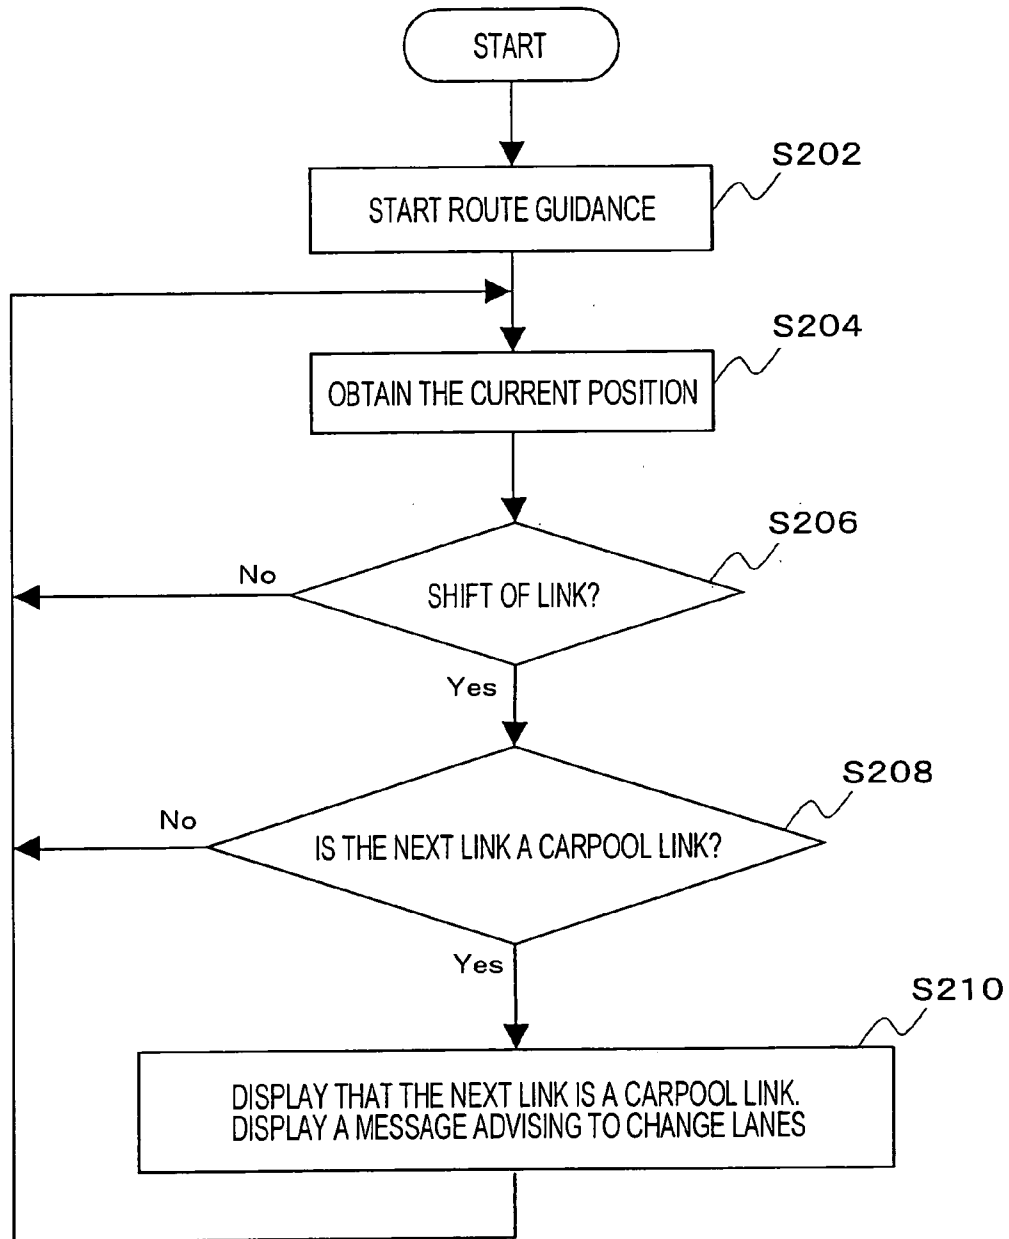 START
S202
START ROUTE GUIDANCE
S204
OBTAIN THE CURRENT POSITION
S206
No
SHIFT OF LINK?
Yes
S208
No
IS THE NEXT LINK A CARPOOL LINK?
Yes
S210
DISPLAY THAT THE NEXT LINK IS A CARPOOL LINK.
DISPLAY A MESSAGE ADVISING TO CHANGE LANES